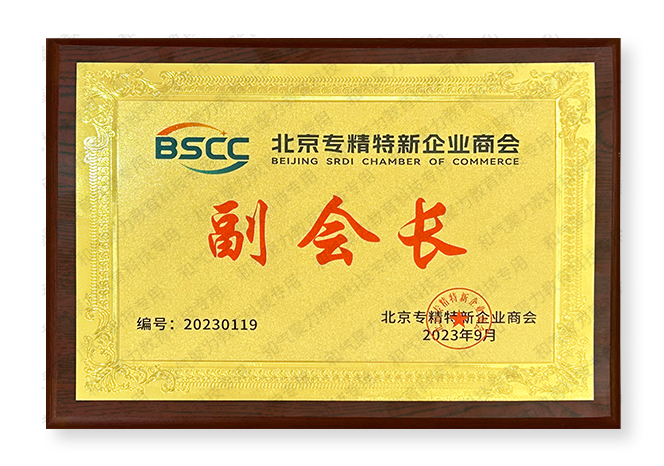 BSCC 北京专精特新企业商会
BEIJING SRDI CHAMBER OF COMMERCE
副会长
编号：20230119
北京专精特新企业商会
2023年9月